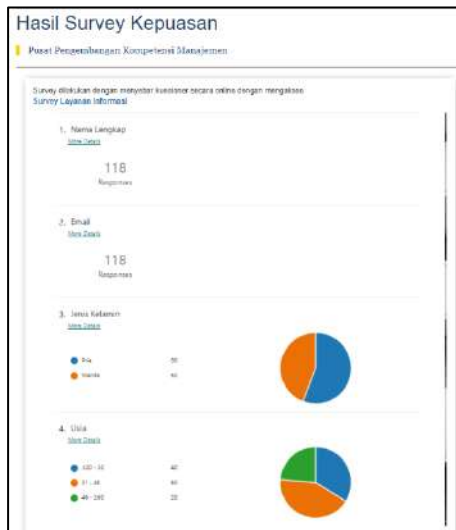 Hasil Survey Kepuasan
Pusat Pengembangan Kompetensi Manajemen
Survey dilakukan dengan menyebar kuesioner secara online dengan mengakses
Survey Layanan Informasi
1. Nama Lengkap
More Details
118
Responses
2. Email
More Details
118
Responses
3. Jenis Kelamin
More Details
Pria
Wanita
4. Usia
More Details